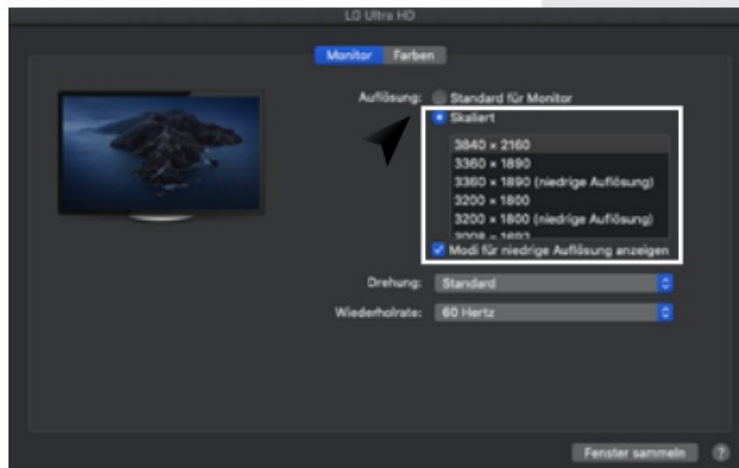 LG Ultra HD
Monitor Farben
Auflösung: Standard für Monitor
Skaliert
3840 × 2160
3360 × 1890
3360 × 1890 (niedrige Auflösung)
3200 × 1800
3200 × 1800 (niedrige Auflösung)
Modi für niedrige Auflösung anzeigen
Drehung: Standard
Wiederholrate: 60 Hertz
Fenster sammeln ?